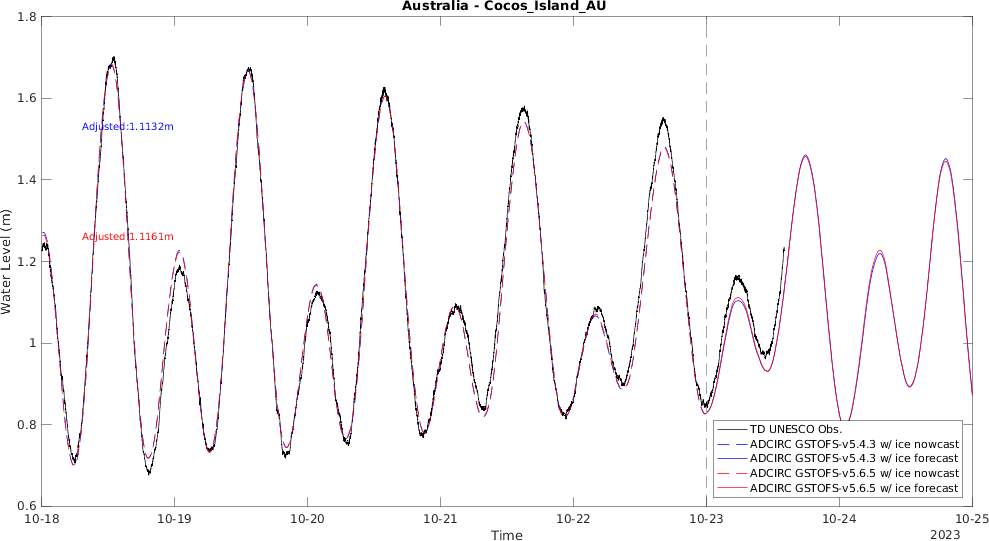 Australia - Cocos_Island_AU
Water Level (m)
1.8
1.6
1.4
1.2
1
0.8
0.6
Adjusted:1.1132m
Adjusted:1.1161m
TD UNESCO Obs.
ADCIRC GSTOFS-v5.4.3 w/ ice nowcast
ADCIRC GSTOFS-v5.4.3 w/ ice forecast
ADCIRC GSTOFS-v5.6.5 w/ ice nowcast
ADCIRC GSTOFS-v5.6.5 w/ ice forecast
10-18 10-19 10-20 10-21 10-22 10-23 10-24 10-25
Time
2023